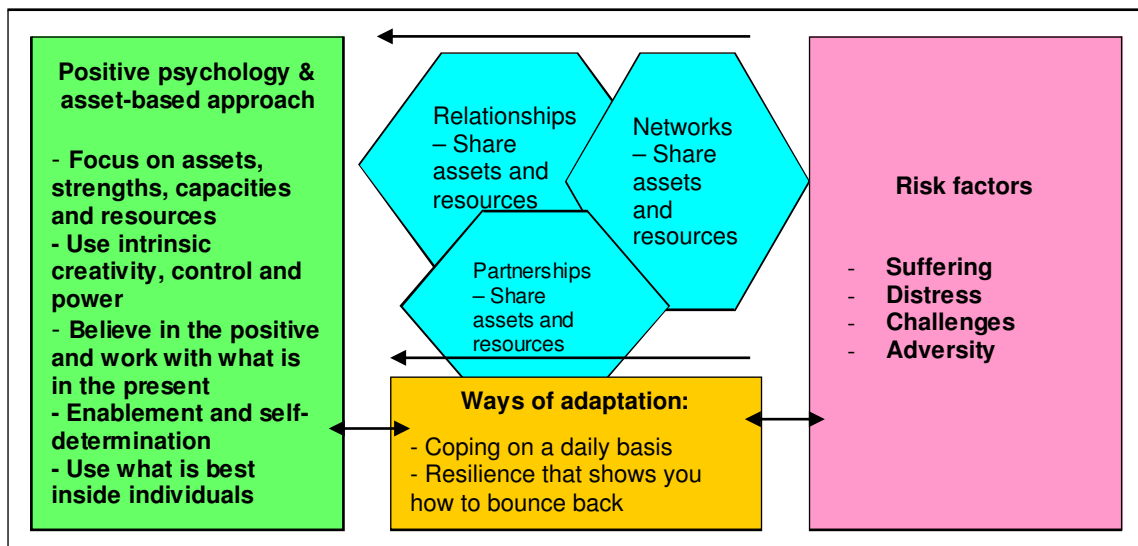 Positive psychology &
asset-based approach
- Focus on assets,
strengths, capacities
and resources
- Use intrinsic
creativity, control and
power
- Believe in the positive
and work with what is
in the present
- Enablement and self-
determination
- Use what is best
inside individuals
Relationships
– Share
assets and
resources
Networks
– Share
assets
and
resources
Partnerships
– Share
assets and
resources
Ways of adaptation:
- Coping on a daily basis
- Resilience that shows you
how to bounce back
Risk factors
- Suffering
- Distress
- Challenges
- Adversity